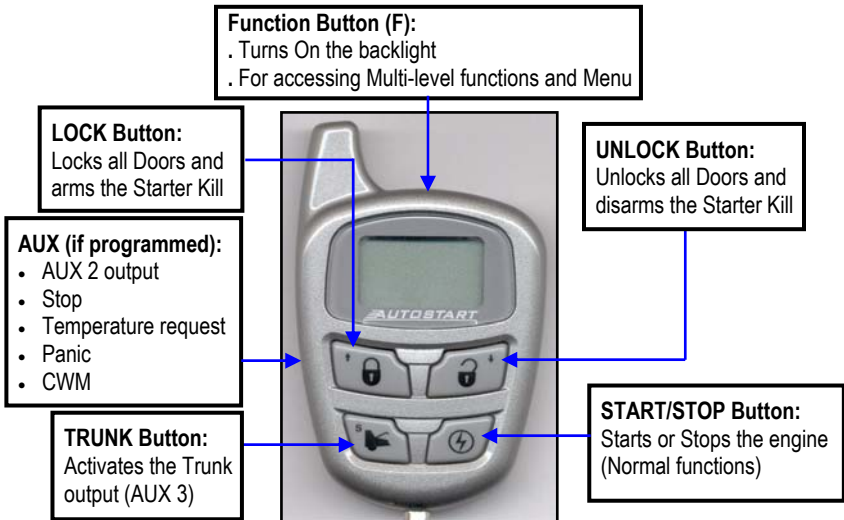 Function Button (F):
. Turns On the backlight
. For accessing Multi-level functions and Menu
LOCK Button:
Locks all Doors and
arms the Starter Kill
UNLOCK Button:
Unlocks all Doors and
disarms the Starter Kill
AUX (if programmed):
• AUX 2 output
• Stop
• Temperature request
• Panic
• CWM
AUTOSTART
S
TRUNK Button:
Activates the Trunk
output (AUX 3)
START/STOP Button:
Starts or Stops the engine
(Normal functions)